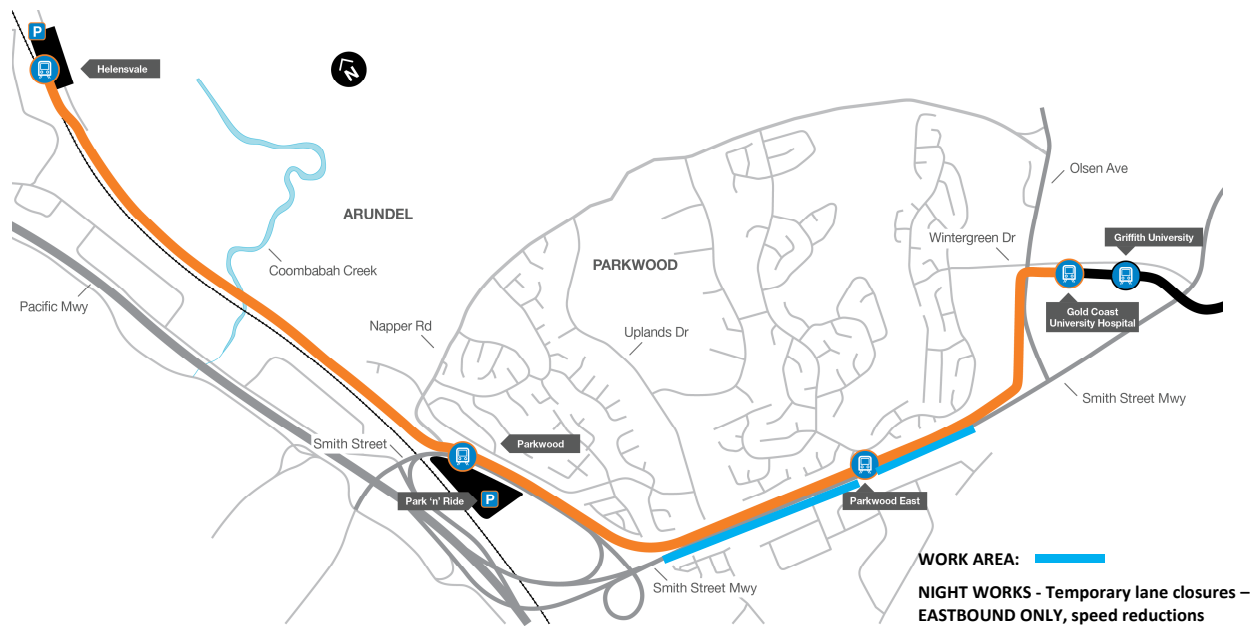 P
Helensvale
N
ARUNDEL
Olsen Ave
Wintergreen Dr
Griffith University
PARKWOOD
Coombabah Creek
Pacific Mwy
Gold Coast
University Hospital
Napper Rd
Uplands Dr
Smith Street Mwy
Smith Street
Parkwood
Park 'n' Ride
P
Parkwood East
Smith Street Mwy
WORK AREA:
NIGHT WORKS - Temporary lane closures –
EASTBOUND ONLY, speed reductions